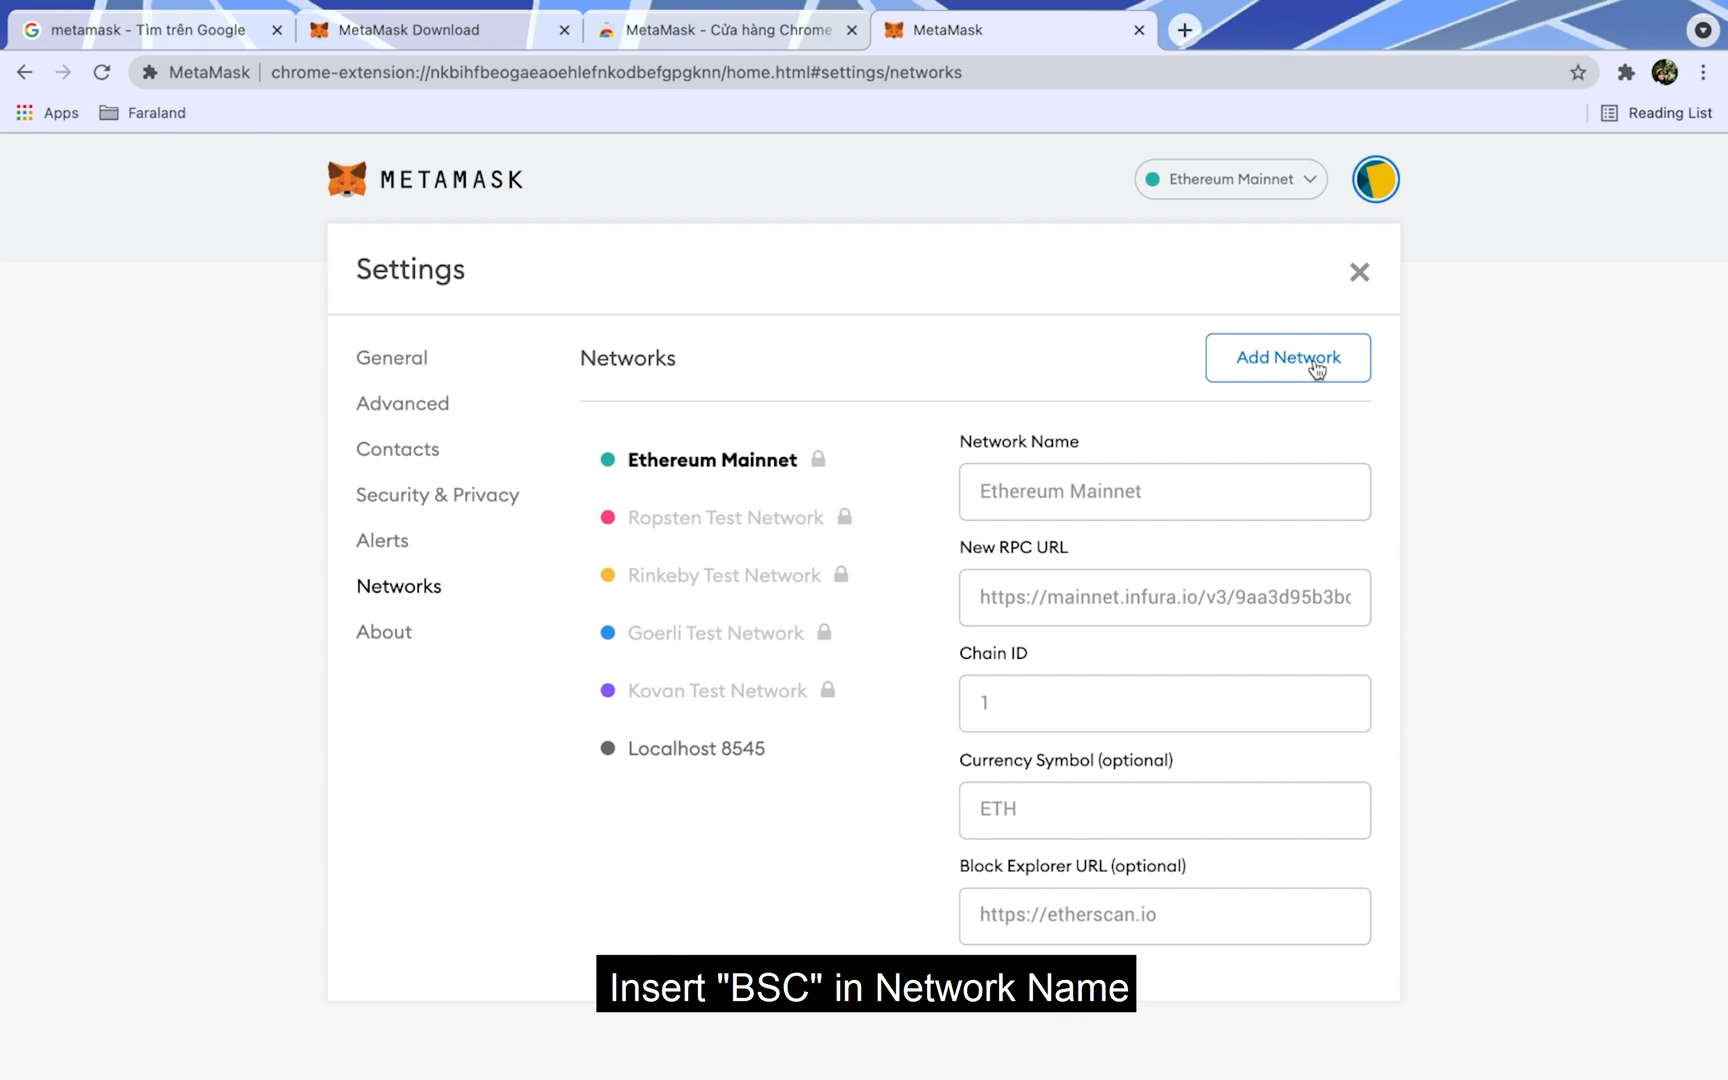 metamask - Tìm trên Google
MetaMask Download
MetaMask - Cửa hàng Chrome
MetaMask
MetaMask
chrome-extension://nkbihfbeogaeaoehlefnkodbefgpgknn/home.html#settings/networks
Apps
Faraland
Reading List
METAMASK
Ethereum Mainnet
Settings
General
Advanced
Contacts
Security & Privacy
Alerts
Networks
About
Networks
Add Network
Ethereum Mainnet
Ropsten Test Network
Rinkeby Test Network
Goerli Test Network
Kovan Test Network
Localhost 8545
Network Name
Ethereum Mainnet
New RPC URL
https://mainnet.infura.io/v3/9aa3d95b3bc
Chain ID
1
Currency Symbol (optional)
ETH
Block Explorer URL (optional)
https://etherscan.io
Insert "BSC" in Network Name